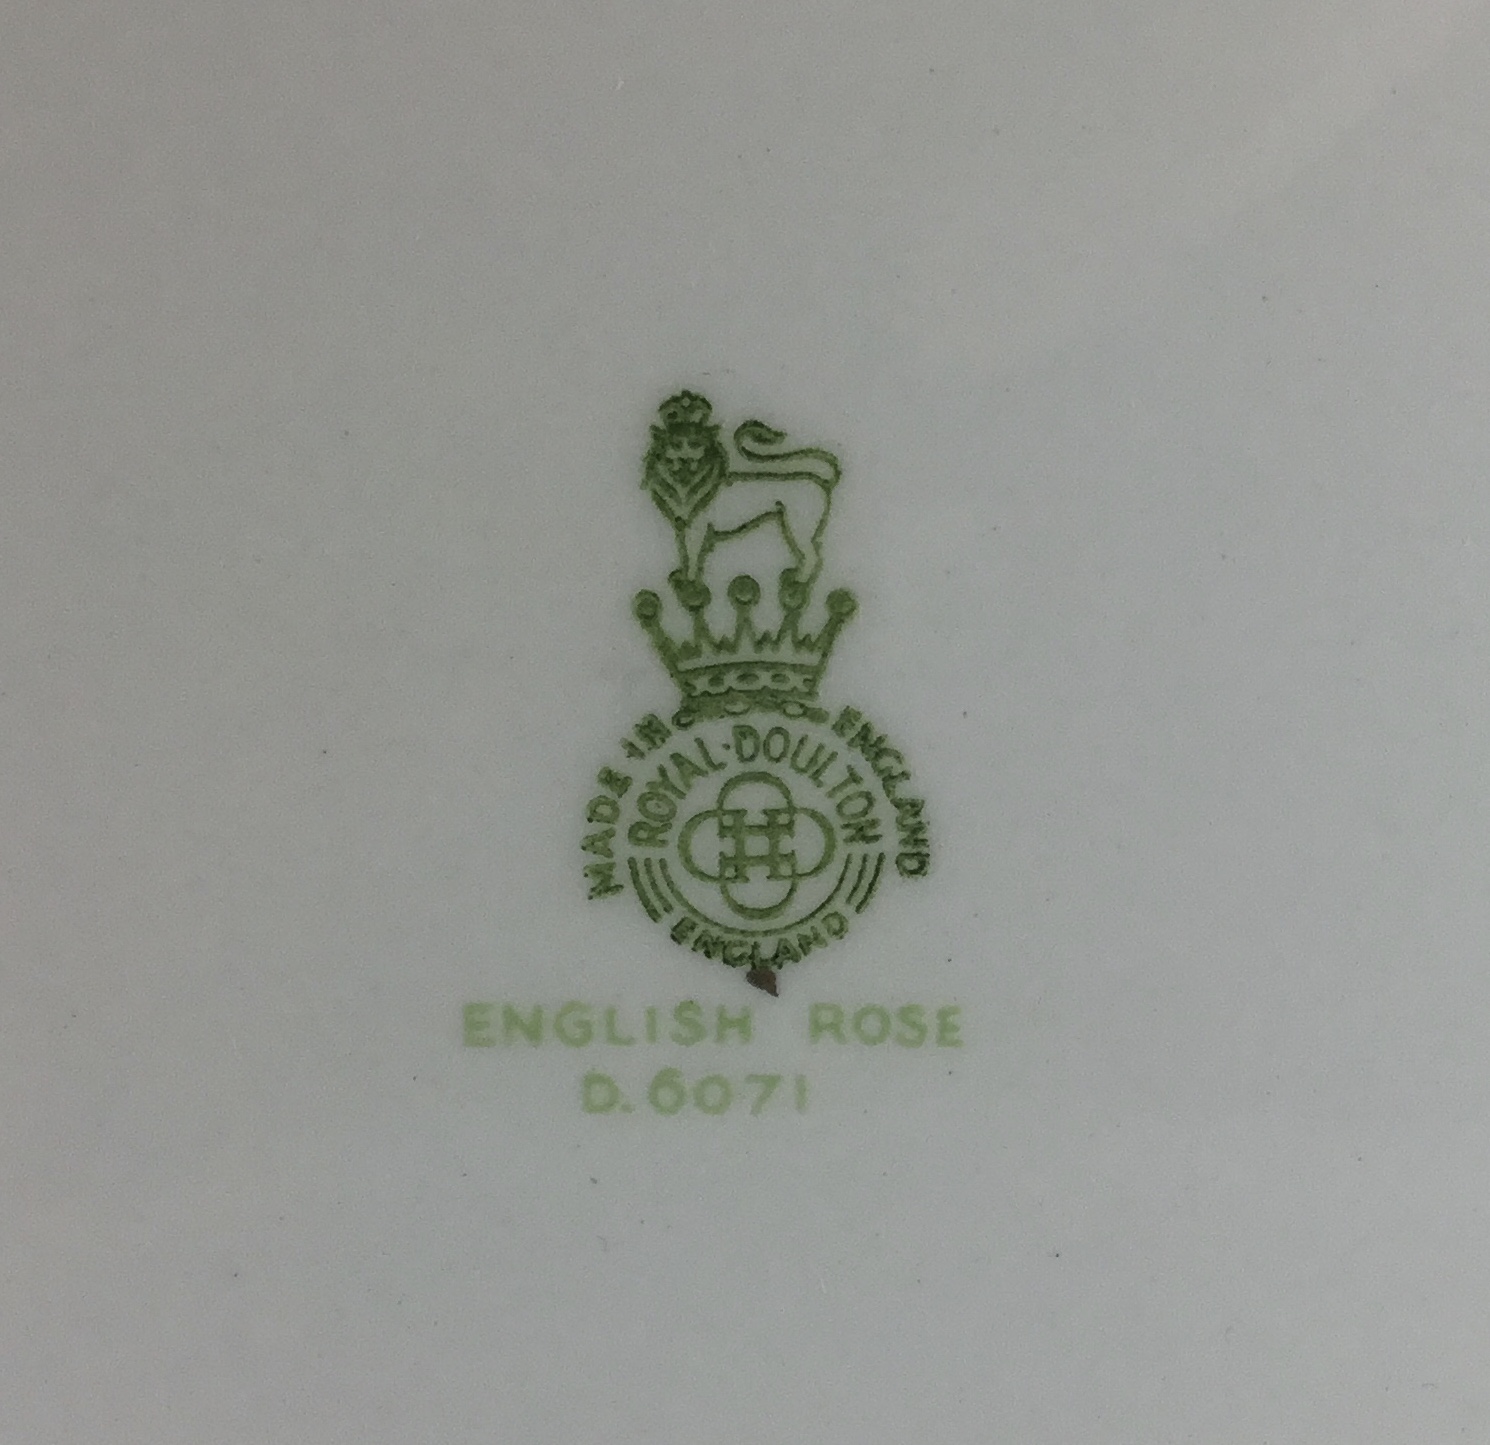 MADE IN ENGLAND
ROYAL·DOULTON
ENGLAND
ENGLISH ROSE
D.6071